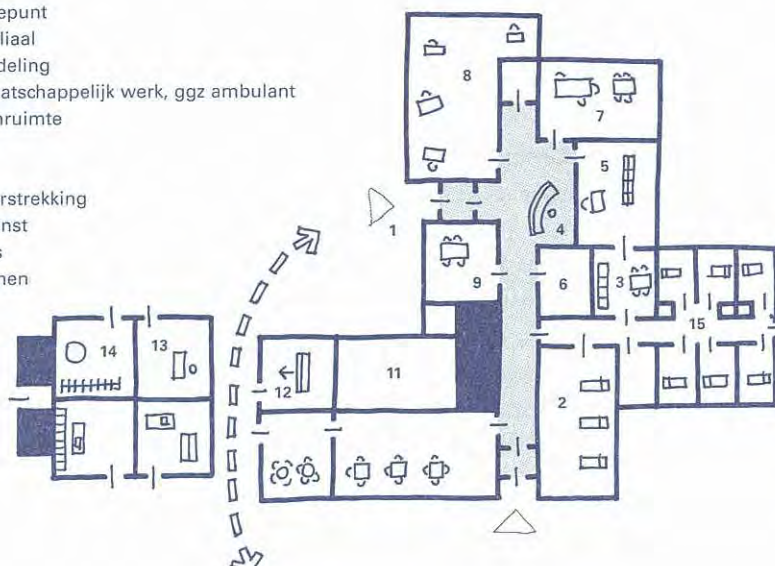 epunt
liaal
deling
atschappelijk werk, ggz ambulant
nruimte
rstrekking
nst
s
nen
8
7
5
1
4
9
6
3
15
14
13
12
11
2